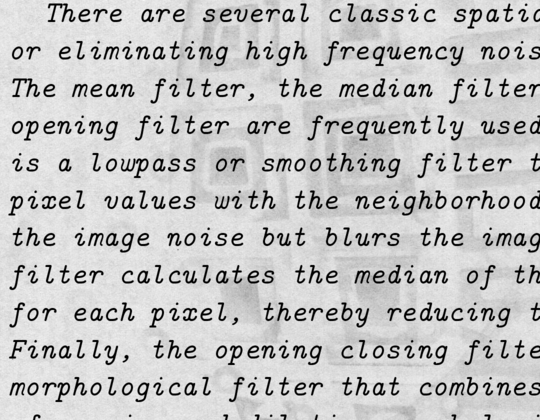 There are several classic spatia
or eliminating high frequency nois
The mean filter, the median filter
opening filter are frequently used
is a lowpass or smoothing filter t
pixel values with the neighborhood
the image noise but blurs the imag
filter calculates the median of th
for each pixel, thereby reducing t
Finally, the opening closing filte
morphological filter that combines